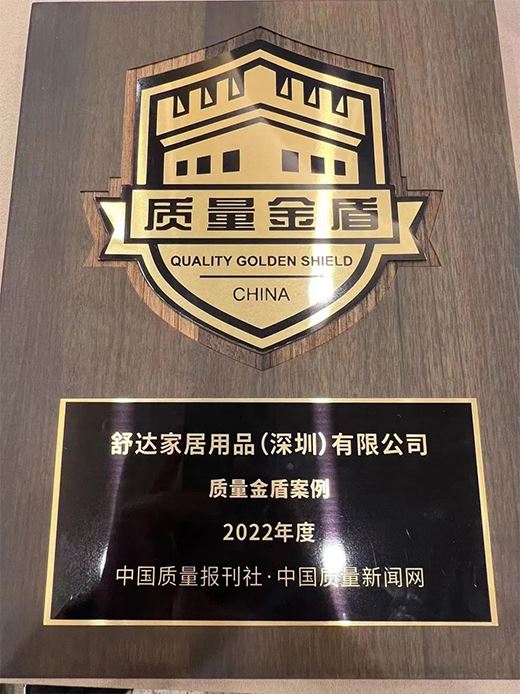 质量金盾
QUALITY GOLDEN SHIELD
CHINA
舒达家居用品(深圳)有限公司
质量金盾案例
2022年度
中国质量报刊社·中国质量新闻网